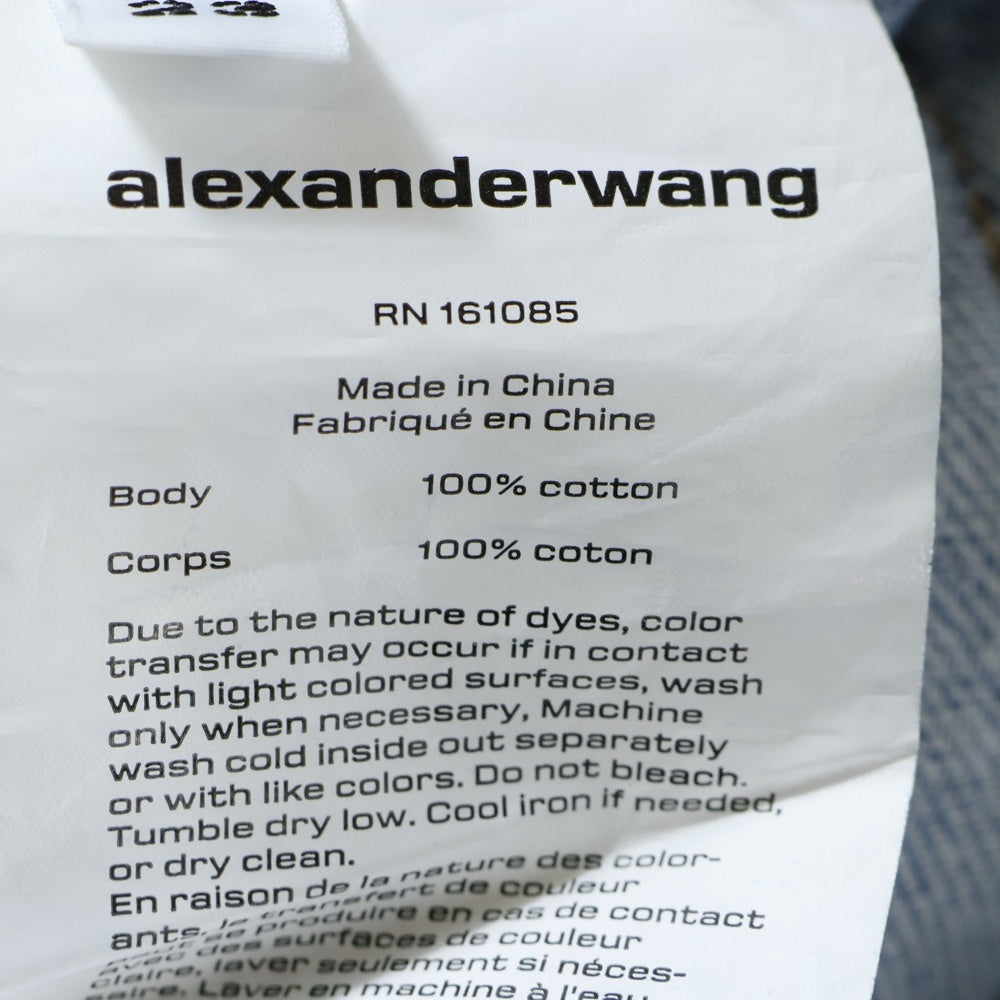 alexanderwang
RN 161085
Made in China
Fabriqué en Chine
Body 100% cotton
Corps 100% coton
Due to the nature of dyes, color
transfer may occur if in contact
with light colored surfaces, wash
only when necessary, Machine
wash cold inside out separately
or with like colors. Do not bleach.
Tumble dry low. Cool iron if needed,
or dry clean.
En raison de la nature des color-
ants, le transfert de couleur
peut se produire en cas de contact
avec des surfaces de couleur
claire, laver seulement si néces-
saire. Laver en machine à l'eau